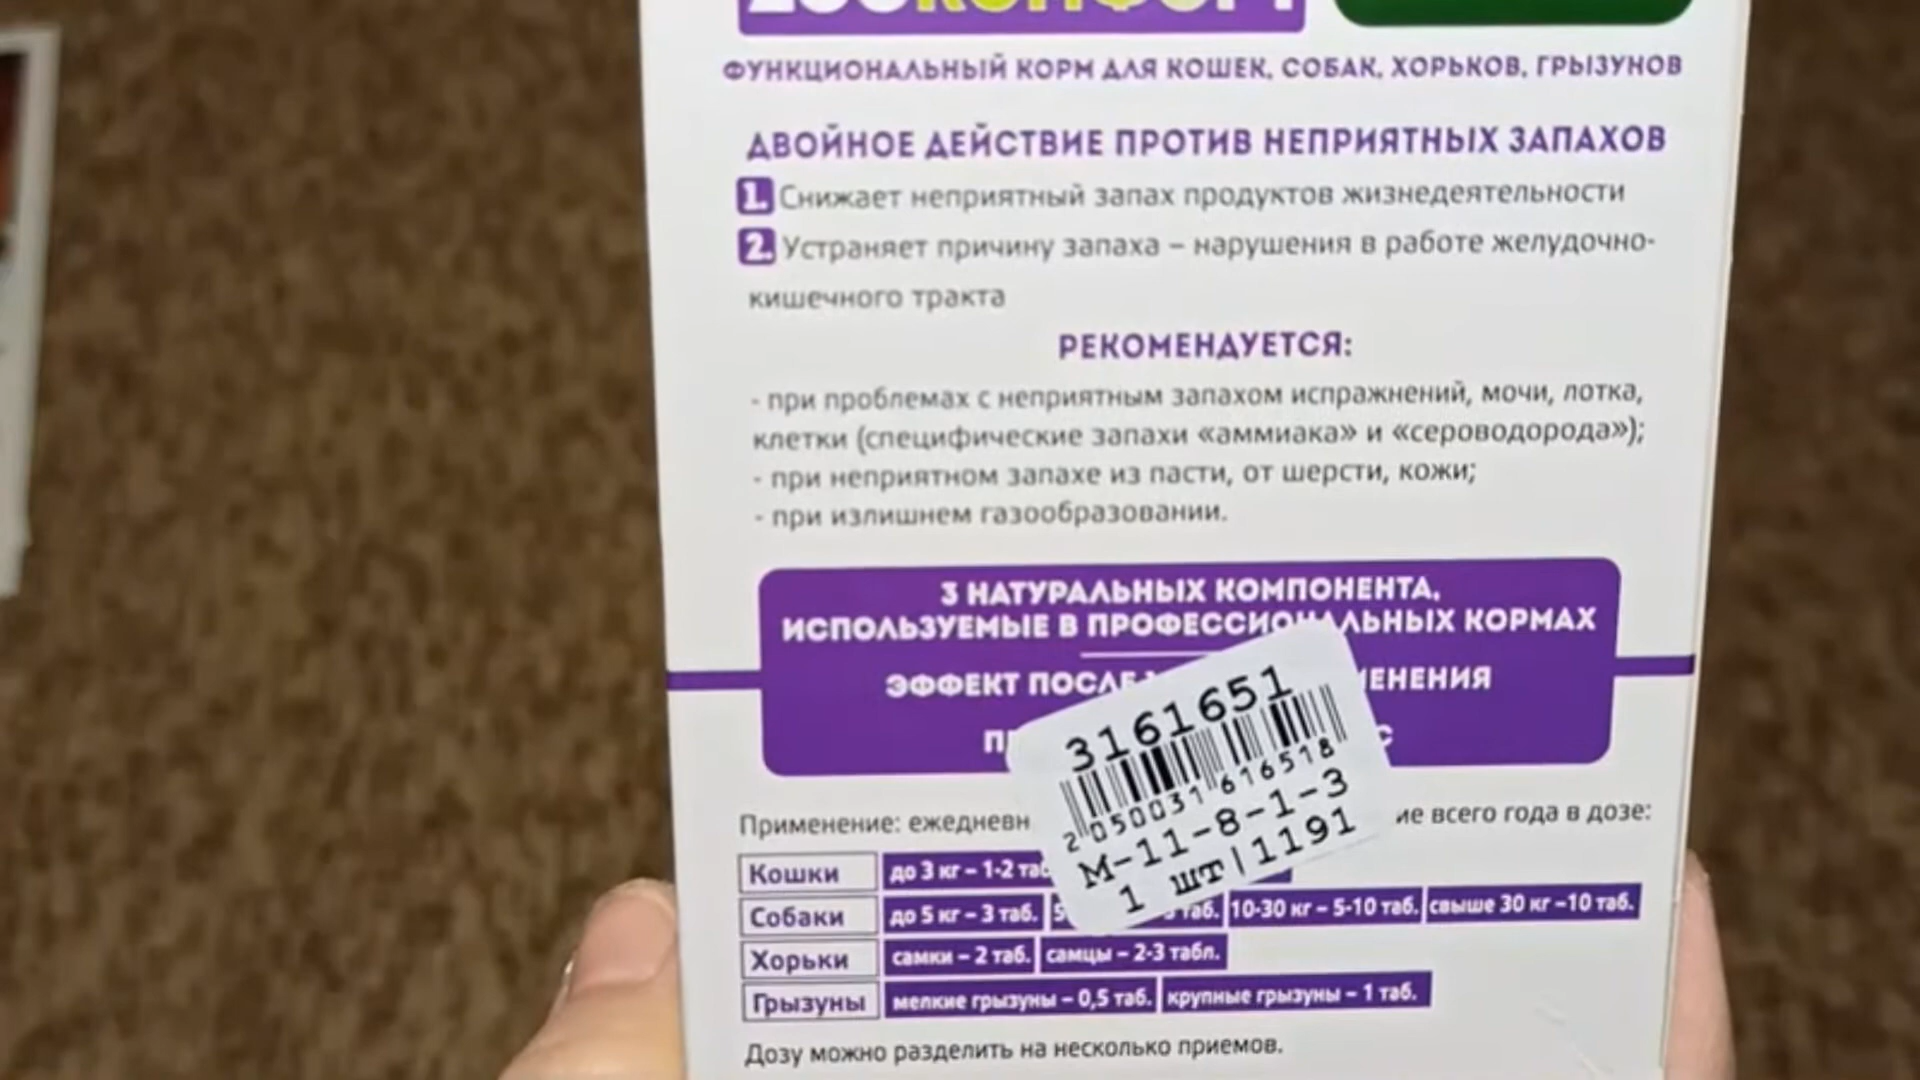 ФУНКЦИОНАЛЬНЫЙ КОРМ ДЛЯ КОШЕК, СОБАК, ХОРЬКОВ, ГРЫЗУНОВ
ДВОЙНОЕ ДЕЙСТВИЕ ПРОТИВ НЕПРИЯТНЫХ ЗАПАХОВ
1. Снижает неприятный запах продуктов жизнедеятельности
2. Устраняет причину запаха – нарушения в работе желудочно-
кишечного тракта
РЕКОМЕНДУЕТСЯ:
- при проблемах с неприятным запахом испражнений, мочи, лотка,
клетки (специфические запахи «аммиака» и «сероводорода»);
- при неприятном запахе из пасти, от шерсти, кожи;
- при излишнем газообразовании.
3 НАТУРАЛЬНЫХ КОМПОНЕНТА,
ИСПОЛЬЗУЕМЫЕ В ПРОФЕССИОНАЛЬНЫХ КОРМАХ
ЭФФЕКТ
3161651
2050031616518
М-11-8-1-3
1 шт|1191
Применение: всего года в дозе:
Кошки до 3 кг – 1-2
Собаки до 5 кг – 3 таб. таб. 10-30 кг – 5-10 таб. свыше 30 кг –10 таб.
Хорьки самки – 2 таб. самцы – 2-3 табл.
Грызуны мелкие грызуны – 0,5 таб. крупные грызуны – 1 таб.
Дозу можно разделить на несколько приемов.